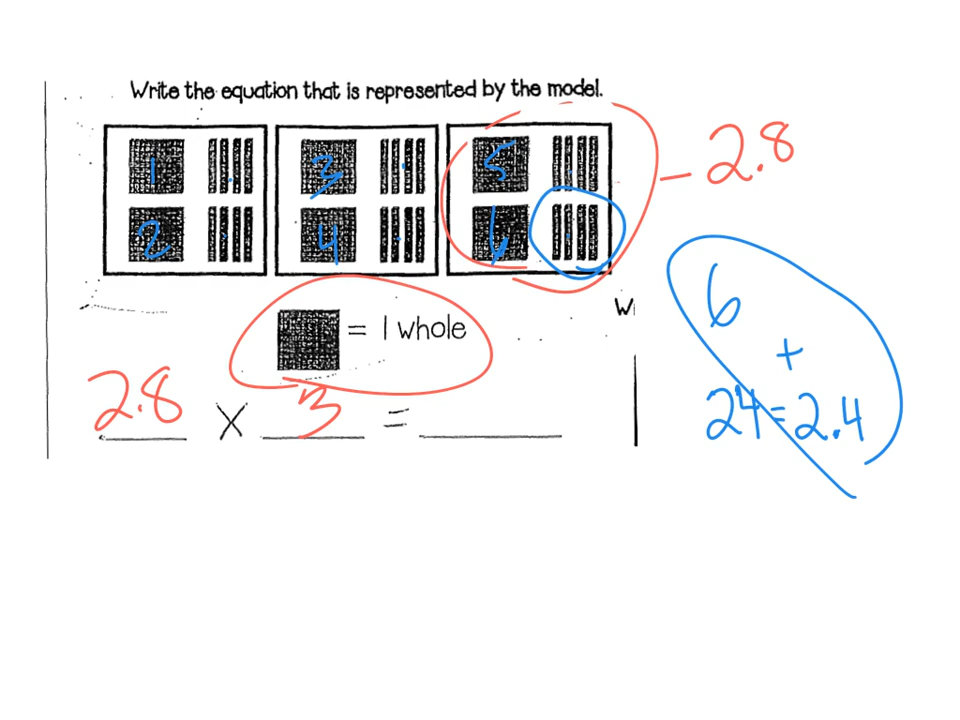 Write the equation that is represented by the model.
1 3 5 - 2.8
2 4 6
= 1 whole
W
6
+
24 = 2.4
2.8 X 3 =